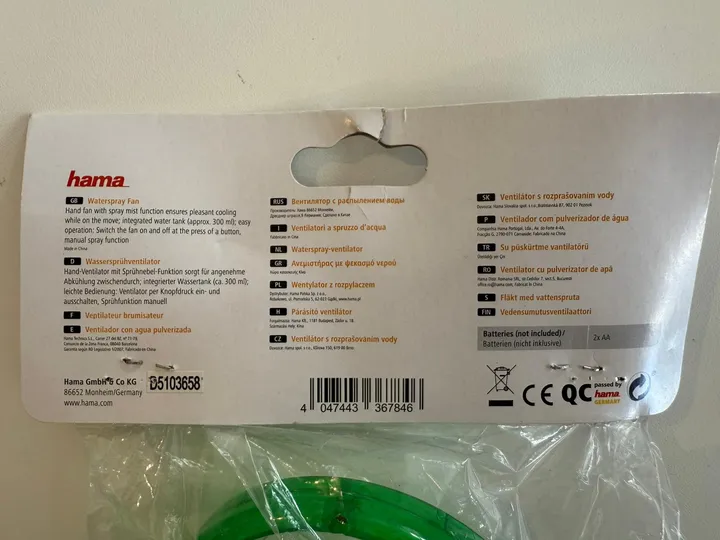 hama
GB Waterspray Fan
Hand fan with spray mist function ensures pleasant cooling
while on the move; integrated water tank (approx. 300 ml); easy
operation: Switch the fan on and off at the press of a button,
manual spray function
Made in China
D Wassersprühventilator
Hand-Ventilator mit Sprühnebel-Funktion sorgt für angenehme
Abkühlung zwischendurch; integrierter Wassertank (ca. 300 ml);
leichte Bedienung: Ventilator per Knopfdruck ein- und
ausschalten, Sprühfunktion manuell
F Ventilateur brumisateur
E Ventilador con agua pulverizada
Hama GmbH & Co KG
86652 Monheim/Germany
www.hama.com
D5103658
RUS Вентилятор с распылением воды
I Ventilatori a spruzzo d'acqua
NL Waterspray-ventilator
GR Ανεμιστήρας με ψεκασμό νερού
PL Wentylator z rozpylaczem
H Párásító ventilátor
CZ Ventilátor s rozprašováním vody
4 047443 367846
SK Ventilátor s rozprašovaním vody
P Ventilador com pulverizador de água
TR Su püskürtme vantilatörü
RO Ventilator cu pulverizator de apă
S Fläkt med vattenspruta
FIN Vedensumutusventilaattori
Batteries (not included)/
Batterien (nicht inklusive)
2x AA
CE QC passed by
hama
GERMANY